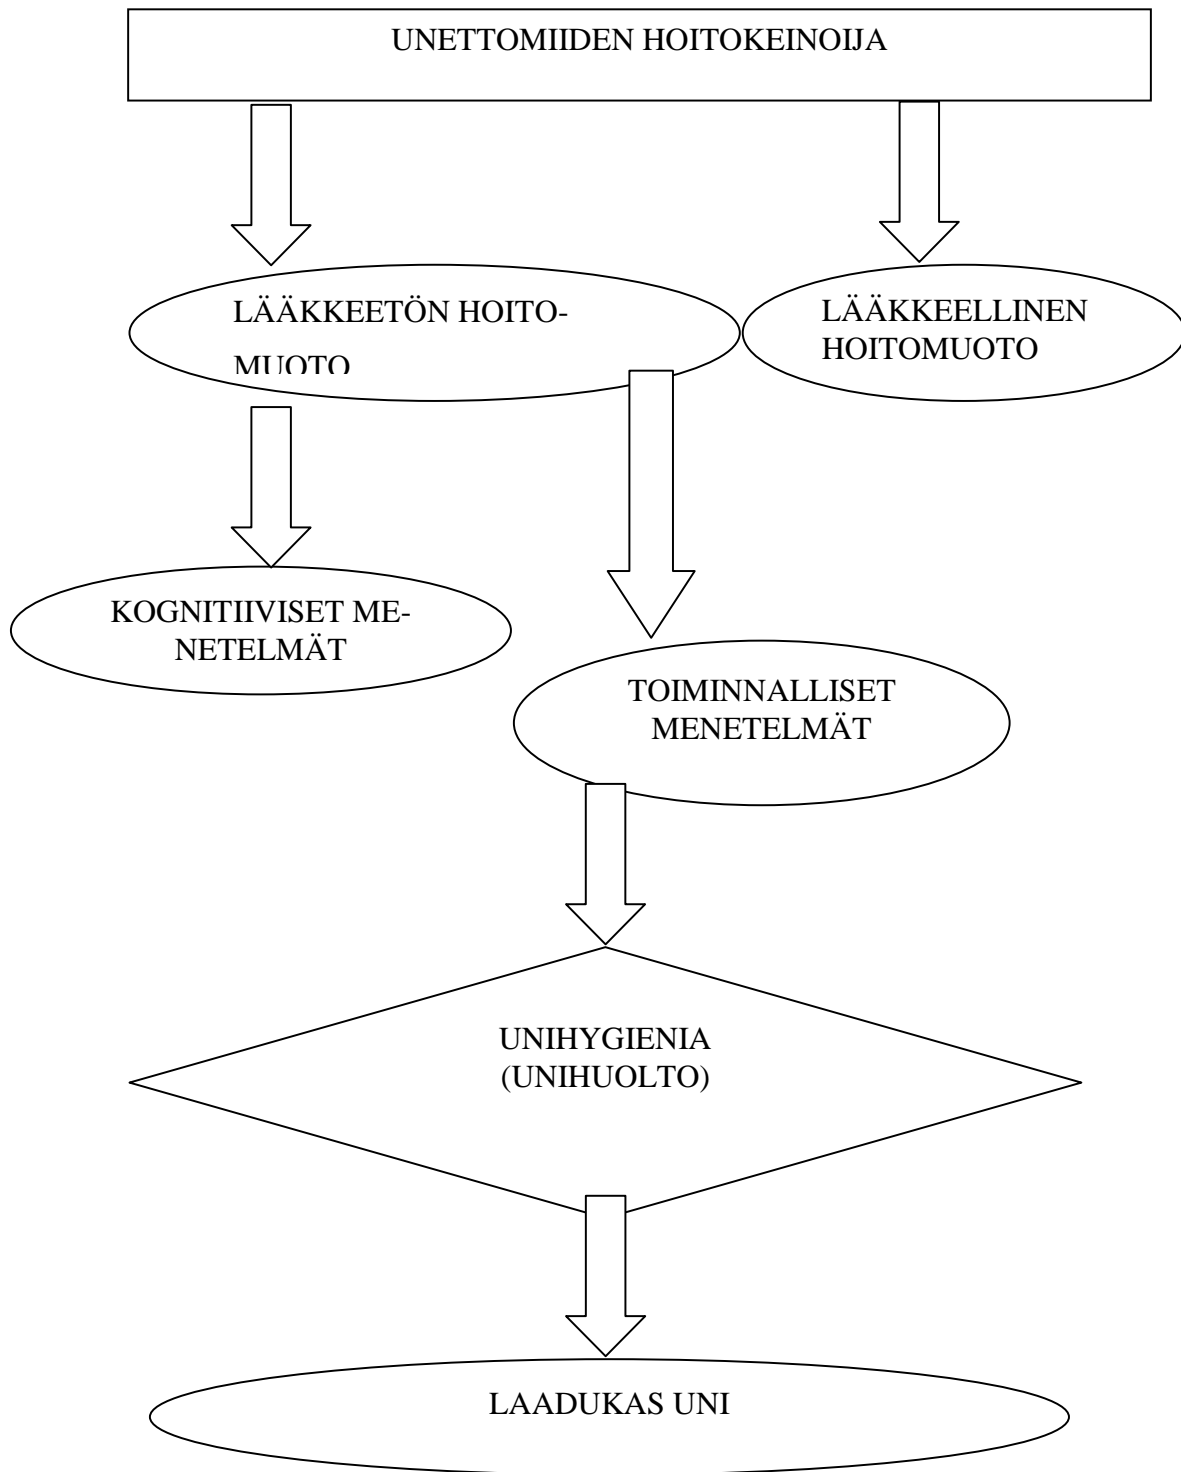 UNETTOMIIDEN HOITOKEINOIJA
LÄÄKKEETÖN HOITO-
MUOTO
LÄÄKKEELLINEN
HOITOMUOTO
KOGNITIIVISET ME-
NETELMÄT
TOIMINNALLISET
MENETELMÄT
UNIHYGIENIA
(UNIHUOLTO)
LAADUKAS UNI